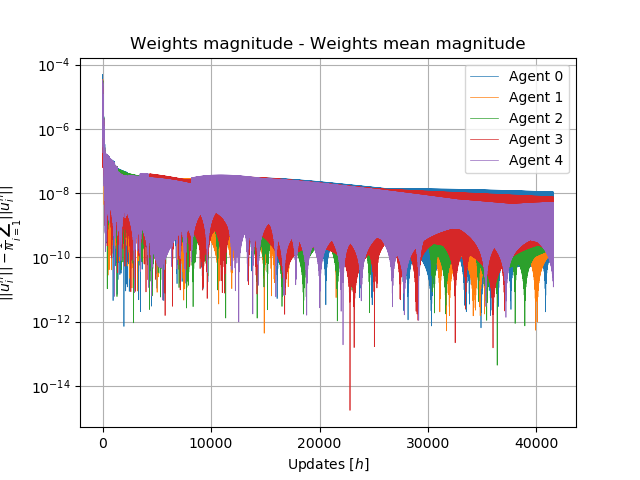 Weights magnitude - Weights mean magnitude
10⁻⁴
10⁻⁶
10⁻⁸
10⁻¹⁰
10⁻¹²
10⁻¹⁴
0
10000
20000
30000
40000
Updates [h]
Agent 0
Agent 1
Agent 2
Agent 3
Agent 4